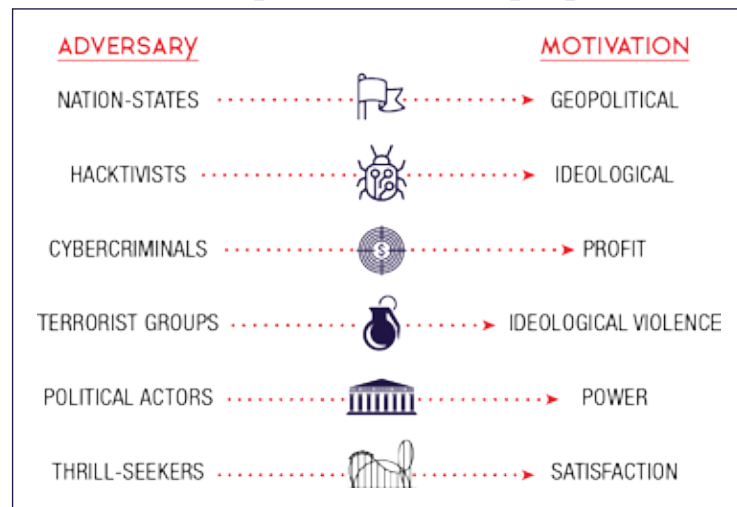 ADVERSARY MOTIVATION
NATION-STATES GEOPOLITICAL
HACKTIVISTS IDEOLOGICAL
CYBERCRIMINALS $ PROFIT
TERRORIST GROUPS IDEOLOGICAL VIOLENCE
POLITICAL ACTORS POWER
THRILL-SEEKERS SATISFACTION